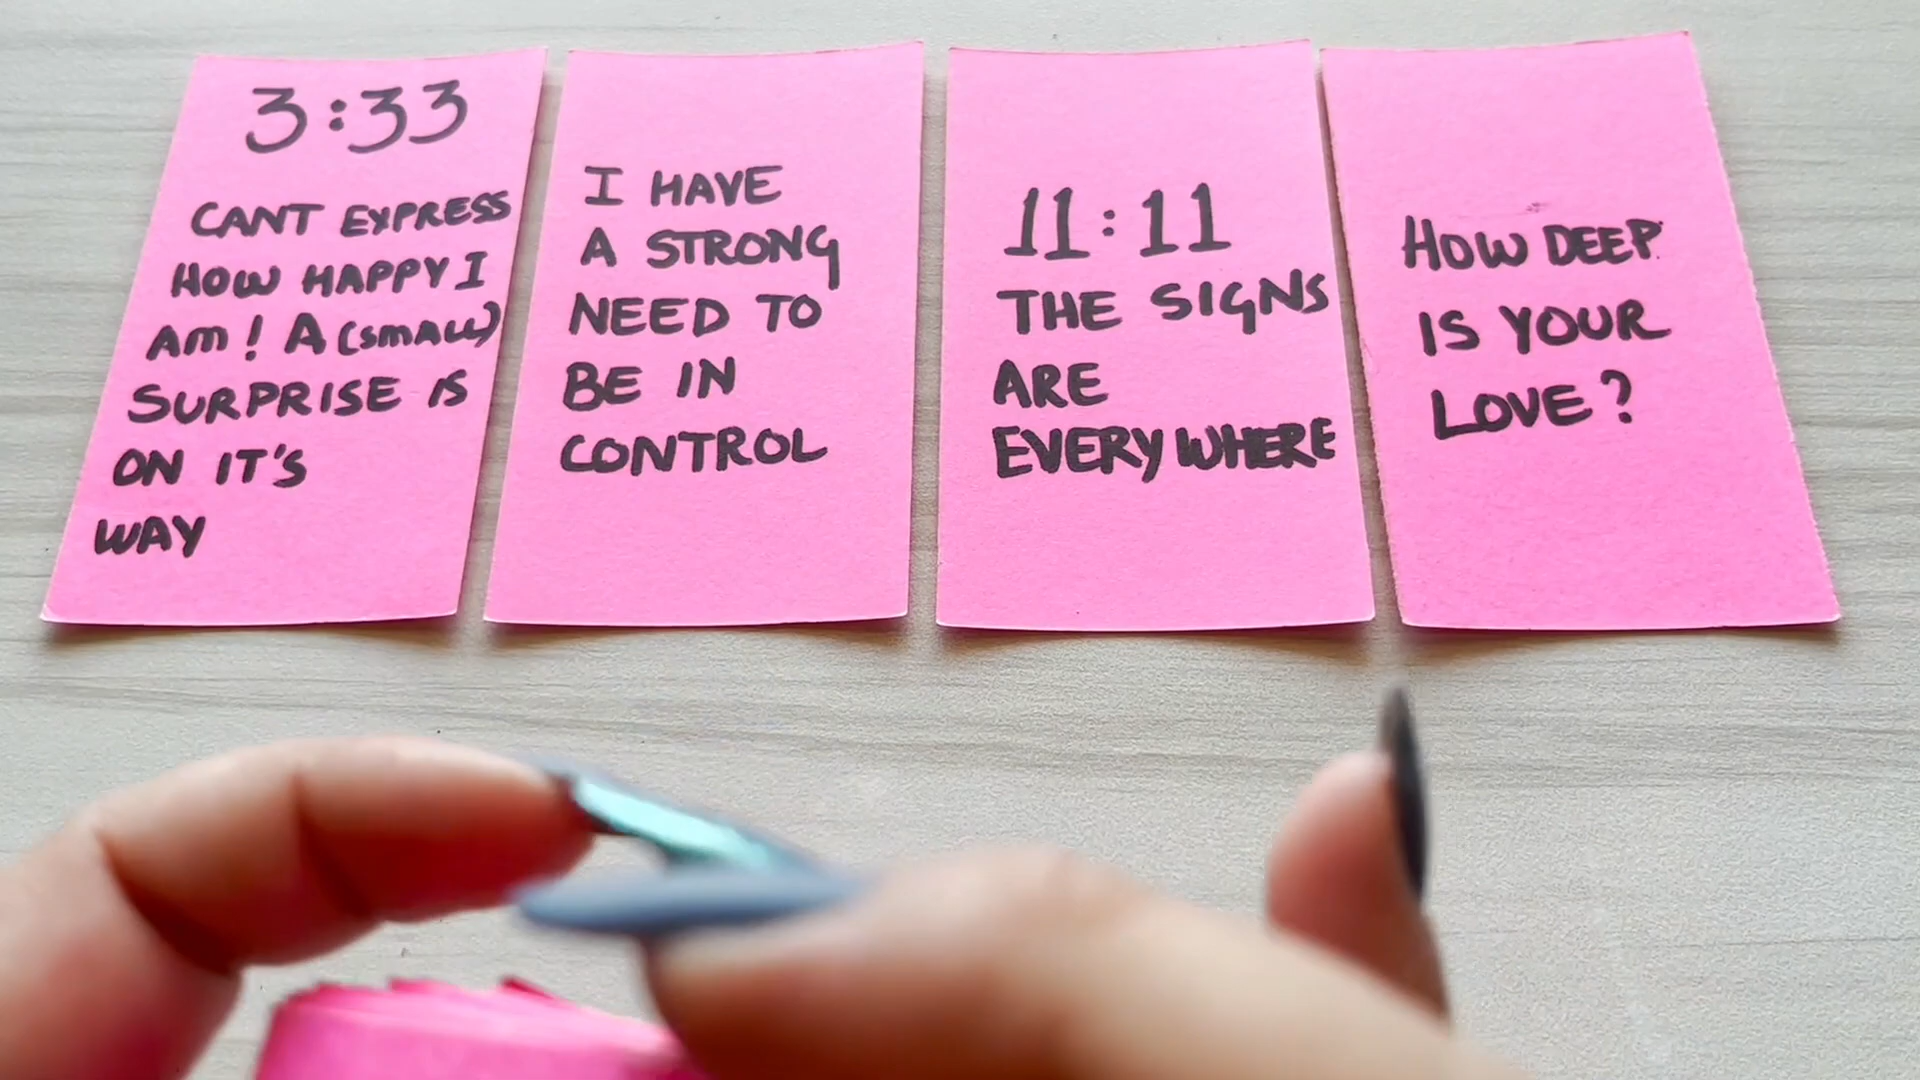 3:33
CANT EXPRESS
HOW HAPPY I
AM! A (SMALL)
SURPRISE IS
ON IT'S
WAY
I HAVE
A STRONG
NEED TO
BE IN
CONTROL
11:11
THE SIGNS
ARE
EVERYWHERE
HOW DEEP
IS YOUR
LOVE?